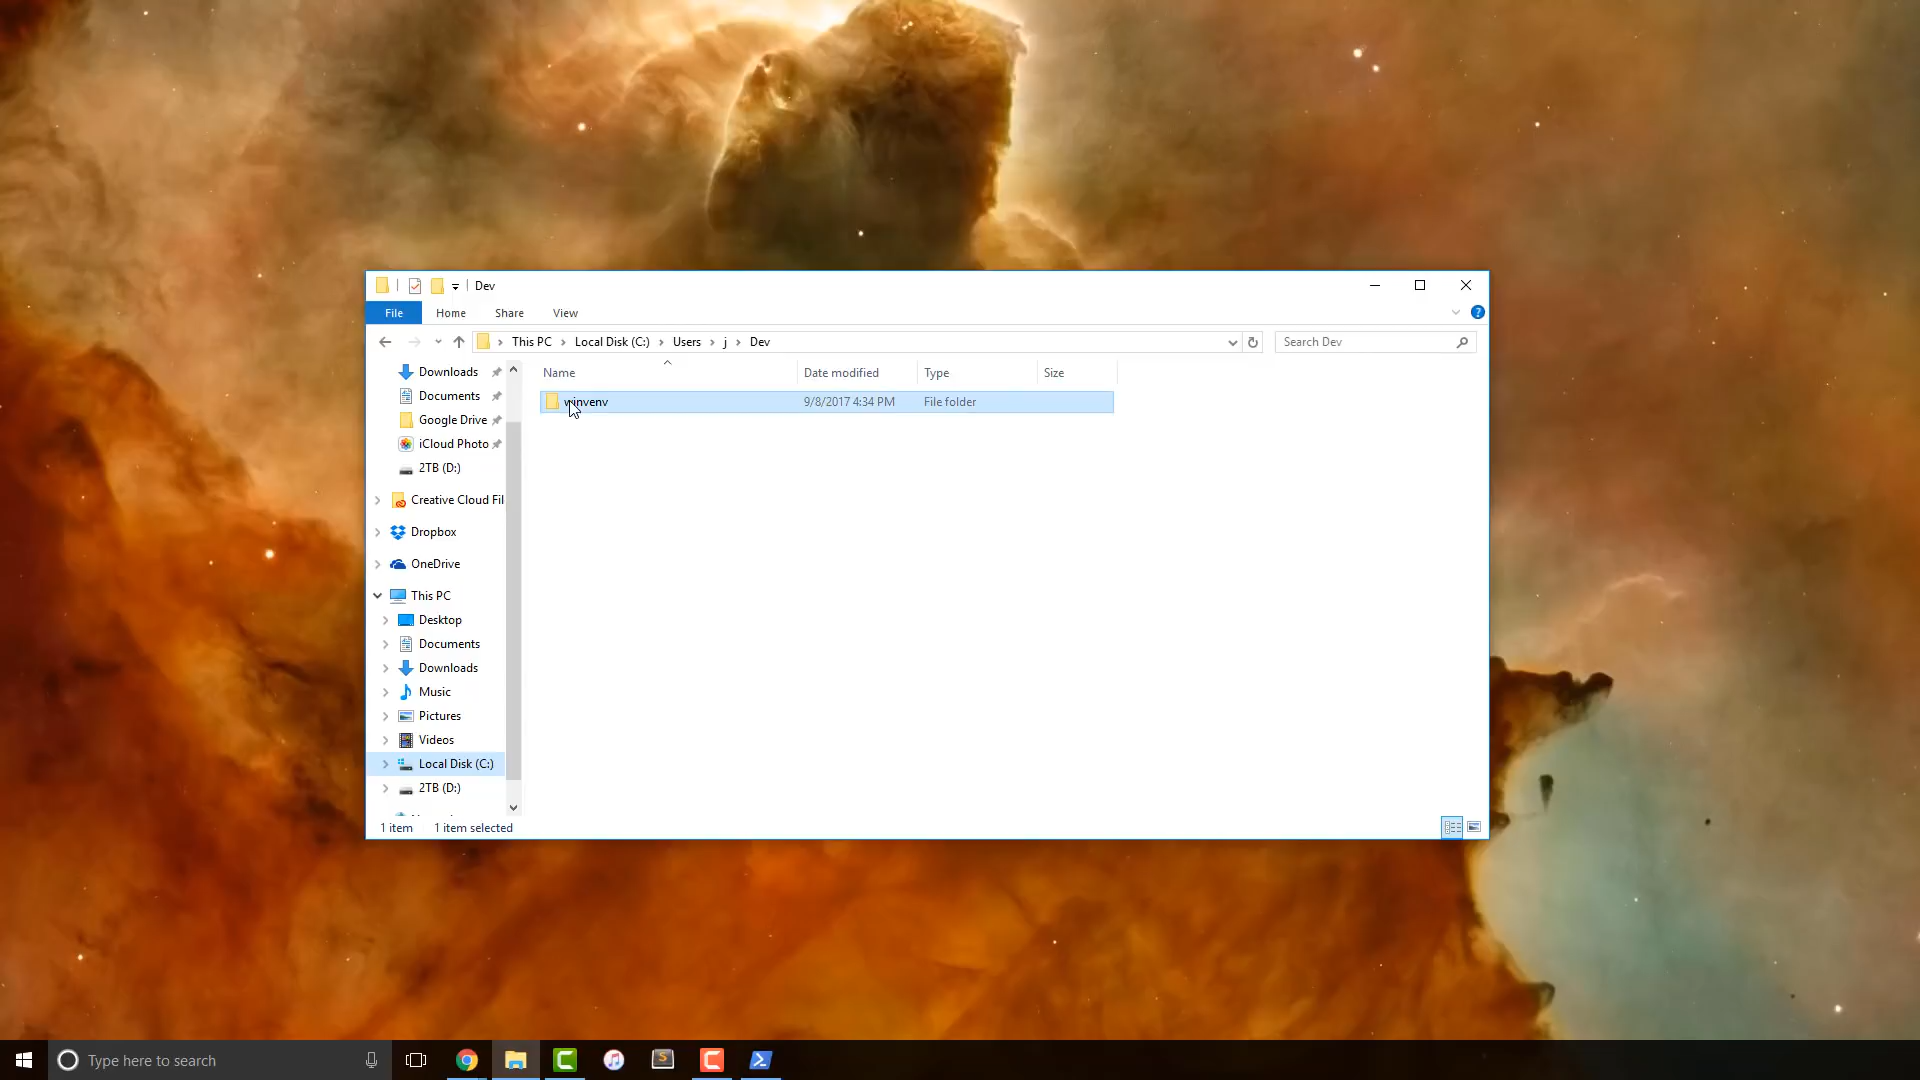 Dev
File Home Share View
This PC Local Disk (C:) Users j Dev
Search Dev
Name Date modified Type Size
winvenv 9/8/2017 4:34 PM File folder
Downloads
Documents
Google Drive
iCloud Photo
2TB (D:)
Creative Cloud Fil
Dropbox
OneDrive
This PC
Desktop
Documents
Downloads
Music
Pictures
Videos
Local Disk (C:)
2TB (D:)
1 item 1 item selected
Type here to search